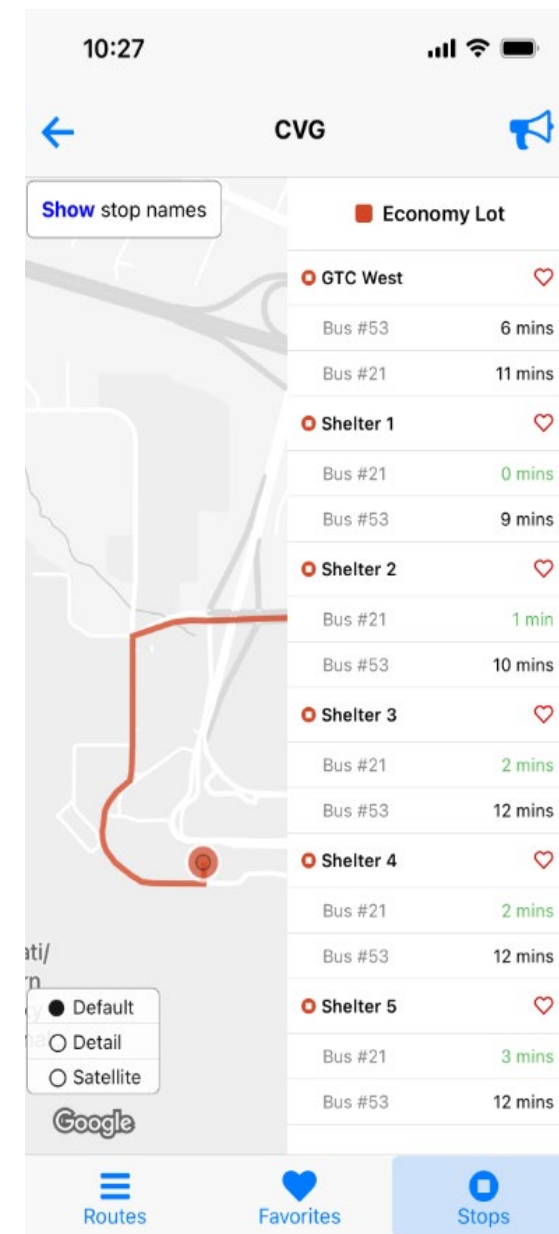 10:27
CVG
Show stop names
Economy Lot
GTC West
Bus #53 6 mins
Bus #21 11 mins
Shelter 1
Bus #21 0 mins
Bus #53 9 mins
Shelter 2
Bus #21 1 min
Bus #53 10 mins
Shelter 3
Bus #21 2 mins
Bus #53 12 mins
Shelter 4
Bus #21 2 mins
Bus #53 12 mins
Shelter 5
Bus #21 3 mins
Bus #53 12 mins
ati/
Default
Detail
Satellite
Google
Routes Favorites Stops